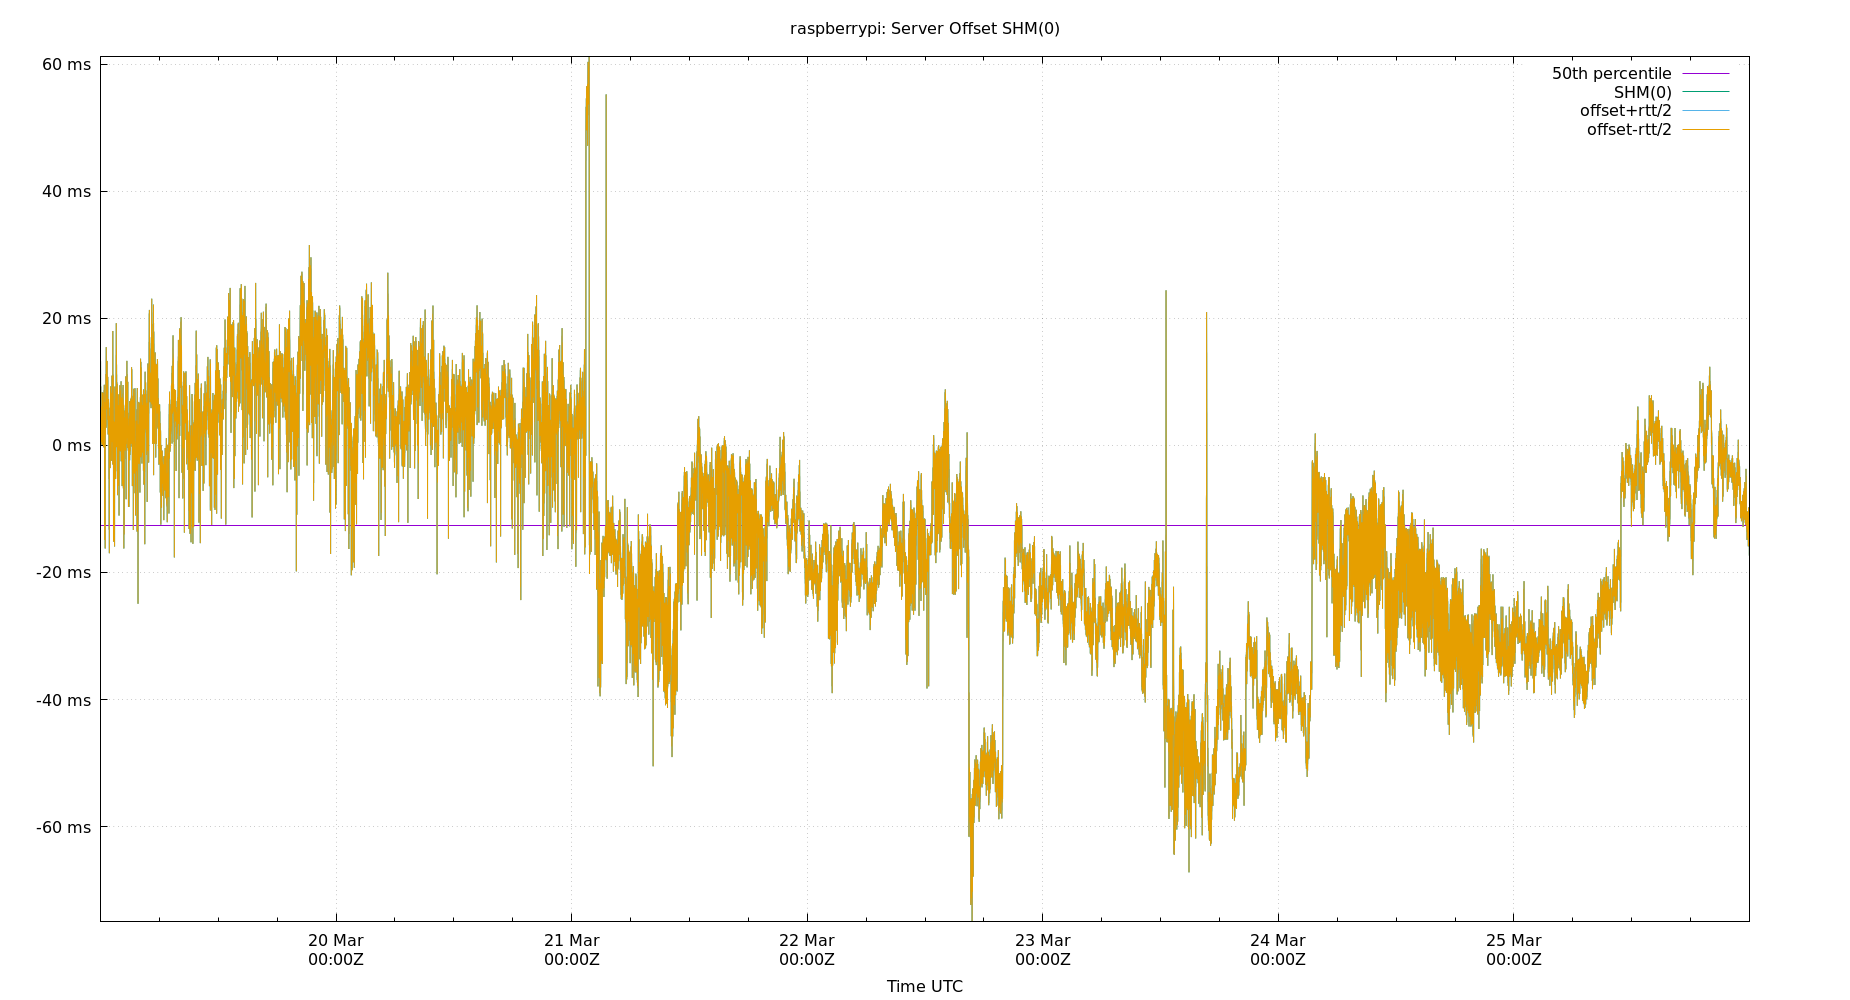 raspberrypi: Server Offset SHM(0)
50th percentile
SHM(0)
offset+rtt/2
offset-rtt/2
60 ms
40 ms
20 ms
0 ms
-20 ms
-40 ms
-60 ms
20 Mar
00:00Z
21 Mar
00:00Z
22 Mar
00:00Z
23 Mar
00:00Z
24 Mar
00:00Z
25 Mar
00:00Z
Time UTC